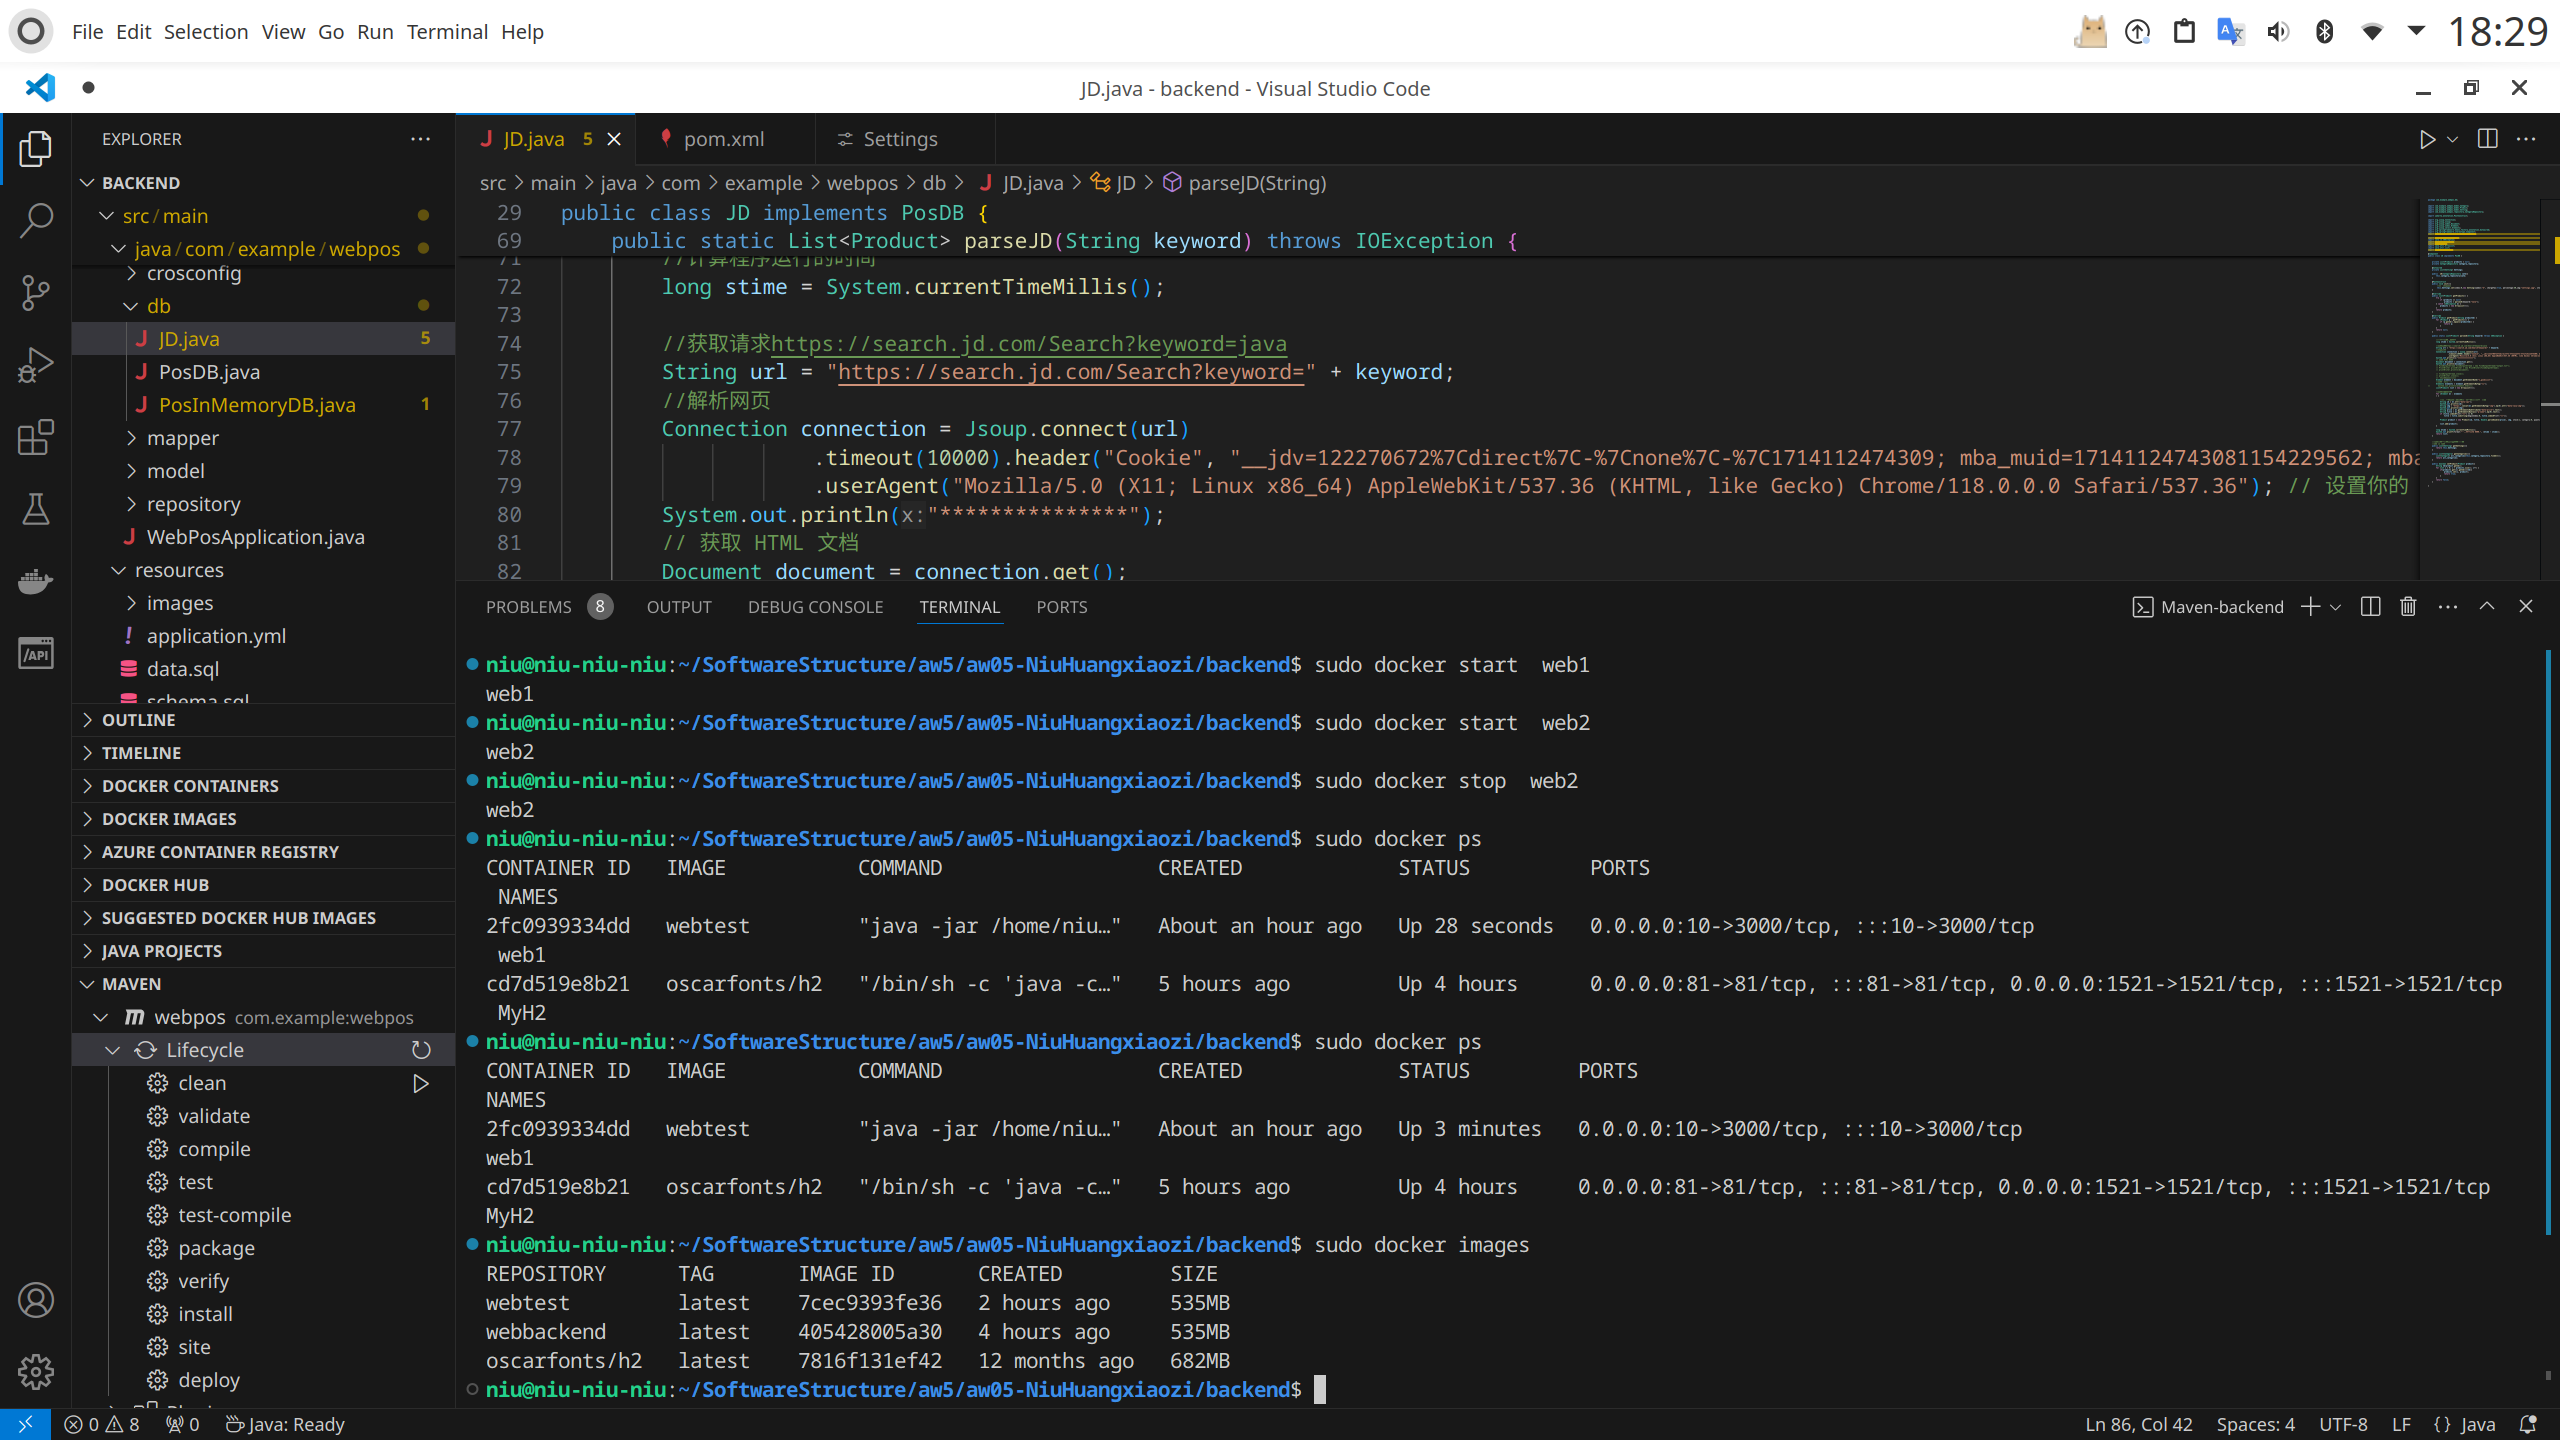 File Edit Selection View Go Run Terminal Help
18:29
JD.java - backend - Visual Studio Code
EXPLORER
BACKEND
src / main
java / com / example / webpos
crosconfig
db
JD.java 5
PosDB.java
PosInMemoryDB.java 1
mapper
model
repository
WebPosApplication.java
resources
images
application.yml
data.sql
schema.sql
OUTLINE
TIMELINE
DOCKER CONTAINERS
DOCKER IMAGES
AZURE CONTAINER REGISTRY
DOCKER HUB
SUGGESTED DOCKER HUB IMAGES
JAVA PROJECTS
MAVEN
webpos com.example:webpos
Lifecycle
clean
validate
compile
test
test-compile
package
verify
install
site
deploy
JD.java 5 pom.xml Settings
src > main > java > com > example > webpos > db > JD.java > JD > parseJD(String)
29 public class JD implements PosDB {
69 public static List<Product> parseJD(String keyword) throws IOException {
71 //计算程序运行的时间
72 long stime = System.currentTimeMillis();
73
74 //获取请求https://search.jd.com/Search?keyword=java
75 String url = "https://search.jd.com/Search?keyword=" + keyword;
76 //解析网页
77 Connection connection = Jsoup.connect(url)
78 .timeout(10000).header("Cookie", "__jdv=122270672%7Cdirect%7C-%7Cnone%7C-%7C1714112474309; mba_muid=17141124743081154229562; mba
79 .userAgent("Mozilla/5.0 (X11; Linux x86_64) AppleWebKit/537.36 (KHTML, like Gecko) Chrome/118.0.0.0 Safari/537.36"); // 设置你的
80 System.out.println(x:"***************");
81 // 获取 HTML 文档
82 Document document = connection.get();
PROBLEMS 8 OUTPUT DEBUG CONSOLE TERMINAL PORTS
Maven-backend
niu@niu-niu-niu:~/SoftwareStructure/aw5/aw05-NiuHuangxiaozi/backend$ sudo docker start  web1
web1
niu@niu-niu-niu:~/SoftwareStructure/aw5/aw05-NiuHuangxiaozi/backend$ sudo docker start  web2
web2
niu@niu-niu-niu:~/SoftwareStructure/aw5/aw05-NiuHuangxiaozi/backend$ sudo docker stop  web2
web2
niu@niu-niu-niu:~/SoftwareStructure/aw5/aw05-NiuHuangxiaozi/backend$ sudo docker ps
CONTAINER ID   IMAGE           COMMAND                  CREATED             STATUS          PORTS
NAMES
2fc0939334dd   webtest         "java -jar /home/niu…"   About an hour ago   Up 28 seconds   0.0.0.0:10->3000/tcp, :::10->3000/tcp
web1
cd7d519e8b21   oscarfonts/h2   "/bin/sh -c 'java -c…"   5 hours ago         Up 4 hours      0.0.0.0:81->81/tcp, :::81->81/tcp, 0.0.0.0:1521->1521/tcp, :::1521->1521/tcp
MyH2
niu@niu-niu-niu:~/SoftwareStructure/aw5/aw05-NiuHuangxiaozi/backend$ sudo docker ps
CONTAINER ID   IMAGE           COMMAND                  CREATED             STATUS         PORTS
NAMES
2fc0939334dd   webtest         "java -jar /home/niu…"   About an hour ago   Up 3 minutes   0.0.0.0:10->3000/tcp, :::10->3000/tcp
web1
cd7d519e8b21   oscarfonts/h2   "/bin/sh -c 'java -c…"   5 hours ago         Up 4 hours     0.0.0.0:81->81/tcp, :::81->81/tcp, 0.0.0.0:1521->1521/tcp, :::1521->1521/tcp
MyH2
niu@niu-niu-niu:~/SoftwareStructure/aw5/aw05-NiuHuangxiaozi/backend$ sudo docker images
REPOSITORY      TAG       IMAGE ID       CREATED         SIZE
webtest         latest    7cec9393fe36   2 hours ago     535MB
webbackend      latest    405428005a30   4 hours ago     535MB
oscarfonts/h2   latest    7816f131ef42   12 months ago   682MB
niu@niu-niu-niu:~/SoftwareStructure/aw5/aw05-NiuHuangxiaozi/backend$
0 8 0 Java: Ready
Ln 86, Col 42 Spaces: 4 UTF-8 LF {} Java